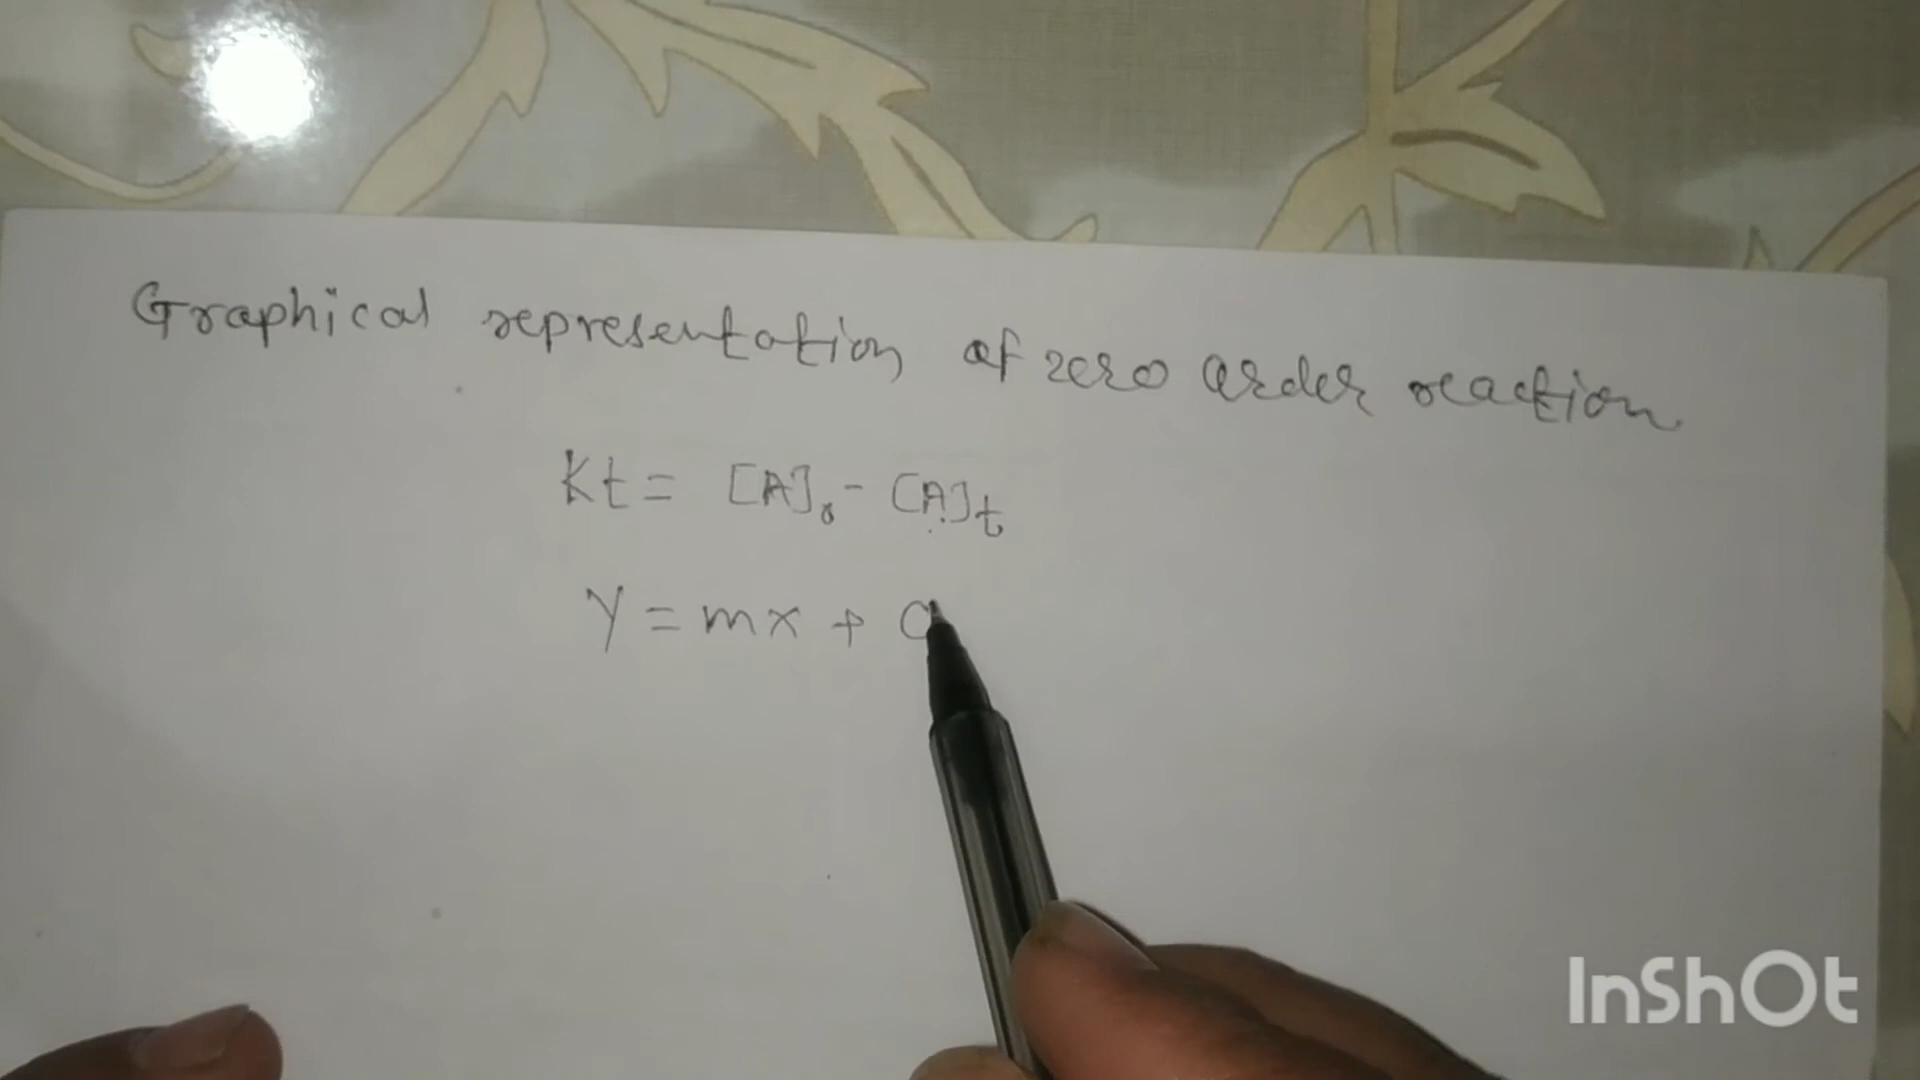 Graphical representation of zero order reaction
Kt = [A]₀ - [A]t
Y = mx + C
InShOt